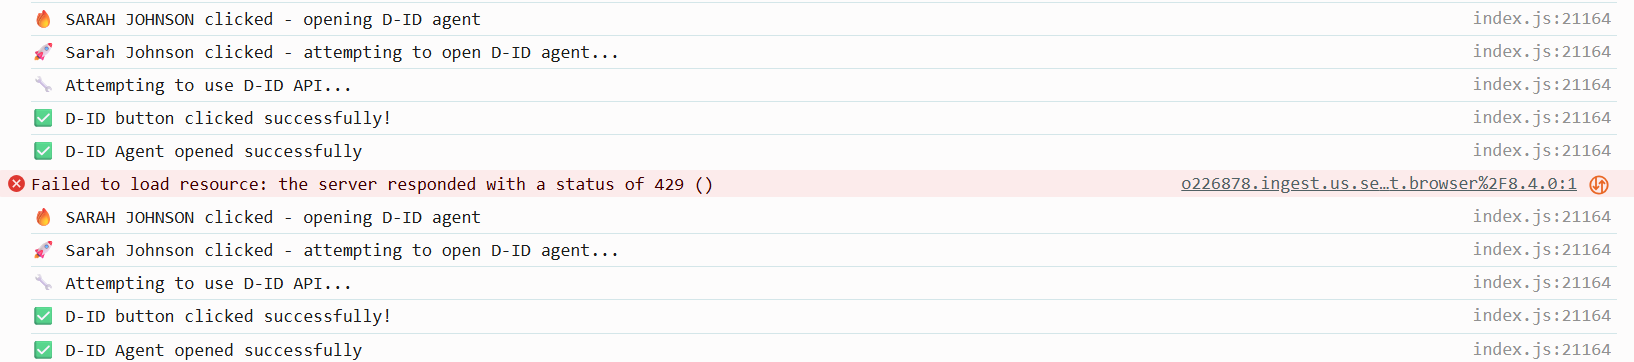 🔥 SARAH JOHNSON clicked - opening D-ID agent index.js:21164
🚀 Sarah Johnson clicked - attempting to open D-ID agent... index.js:21164
🔧 Attempting to use D-ID API... index.js:21164
✅ D-ID button clicked successfully! index.js:21164
✅ D-ID Agent opened successfully index.js:21164
Failed to load resource: the server responded with a status of 429 () o226878.ingest.us.se…t.browser%2F8.4.0:1
🔥 SARAH JOHNSON clicked - opening D-ID agent index.js:21164
🚀 Sarah Johnson clicked - attempting to open D-ID agent... index.js:21164
🔧 Attempting to use D-ID API... index.js:21164
✅ D-ID button clicked successfully! index.js:21164
✅ D-ID Agent opened successfully index.js:21164